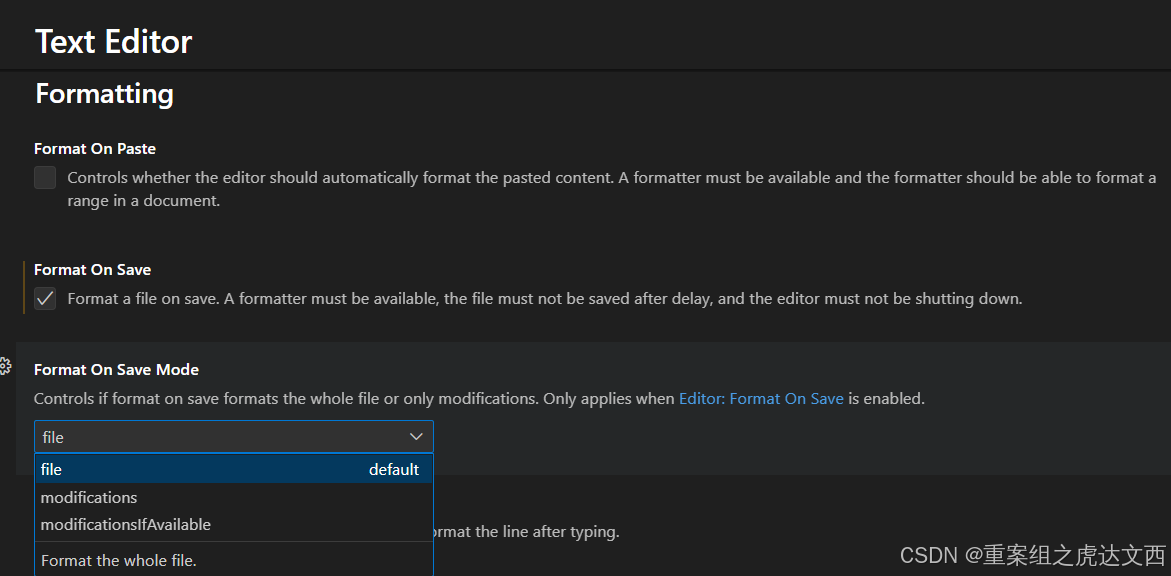 Text Editor
Formatting
Format On Paste
Controls whether the editor should automatically format the pasted content. A formatter must be available and the formatter should be able to format a
range in a document.
Format On Save
Format a file on save. A formatter must be available, the file must not be saved after delay, and the editor must not be shutting down.
Format On Save Mode
Controls if format on save formats the whole file or only modifications. Only applies when Editor: Format On Save is enabled.
file
file default
modifications
modificationsIfAvailable
ormat the line after typing.
Format the whole file.
CSDN @重案组之虎达文西